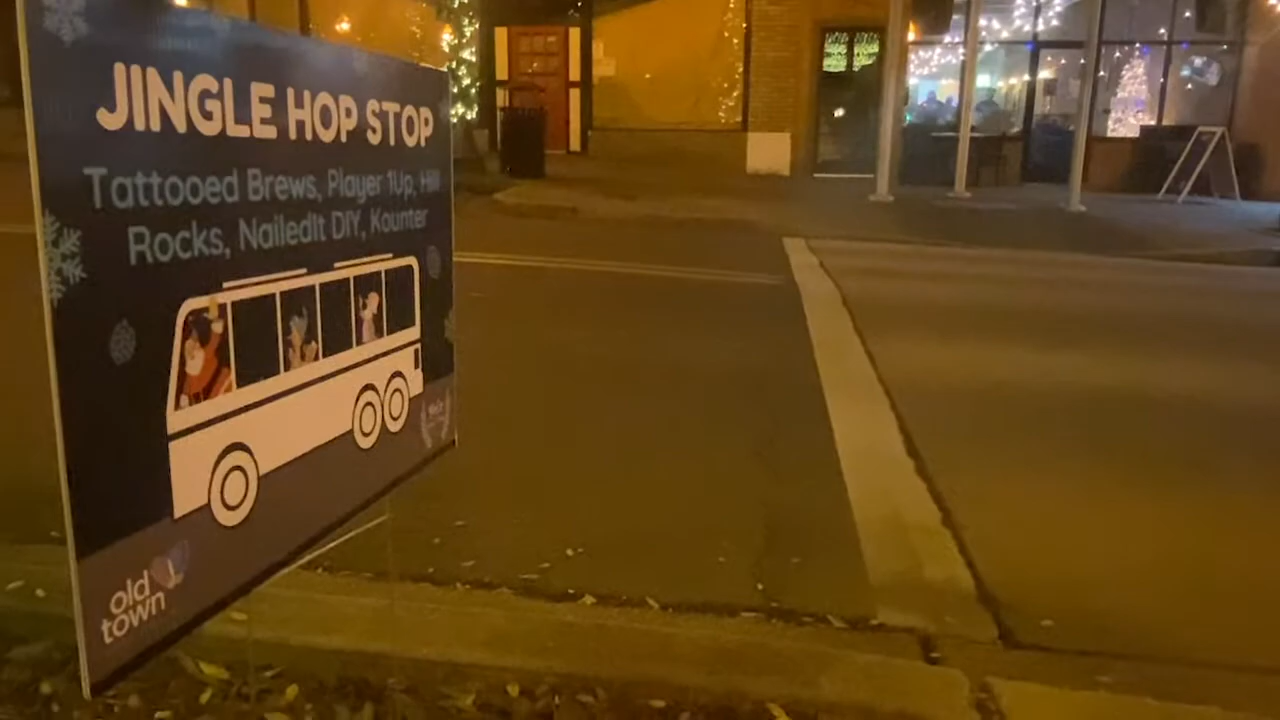 JINGLE HOP STOP
Tattooed Brews, Player 1Up, Hill
Rocks, NailedIt DIY, Kounter
old
town